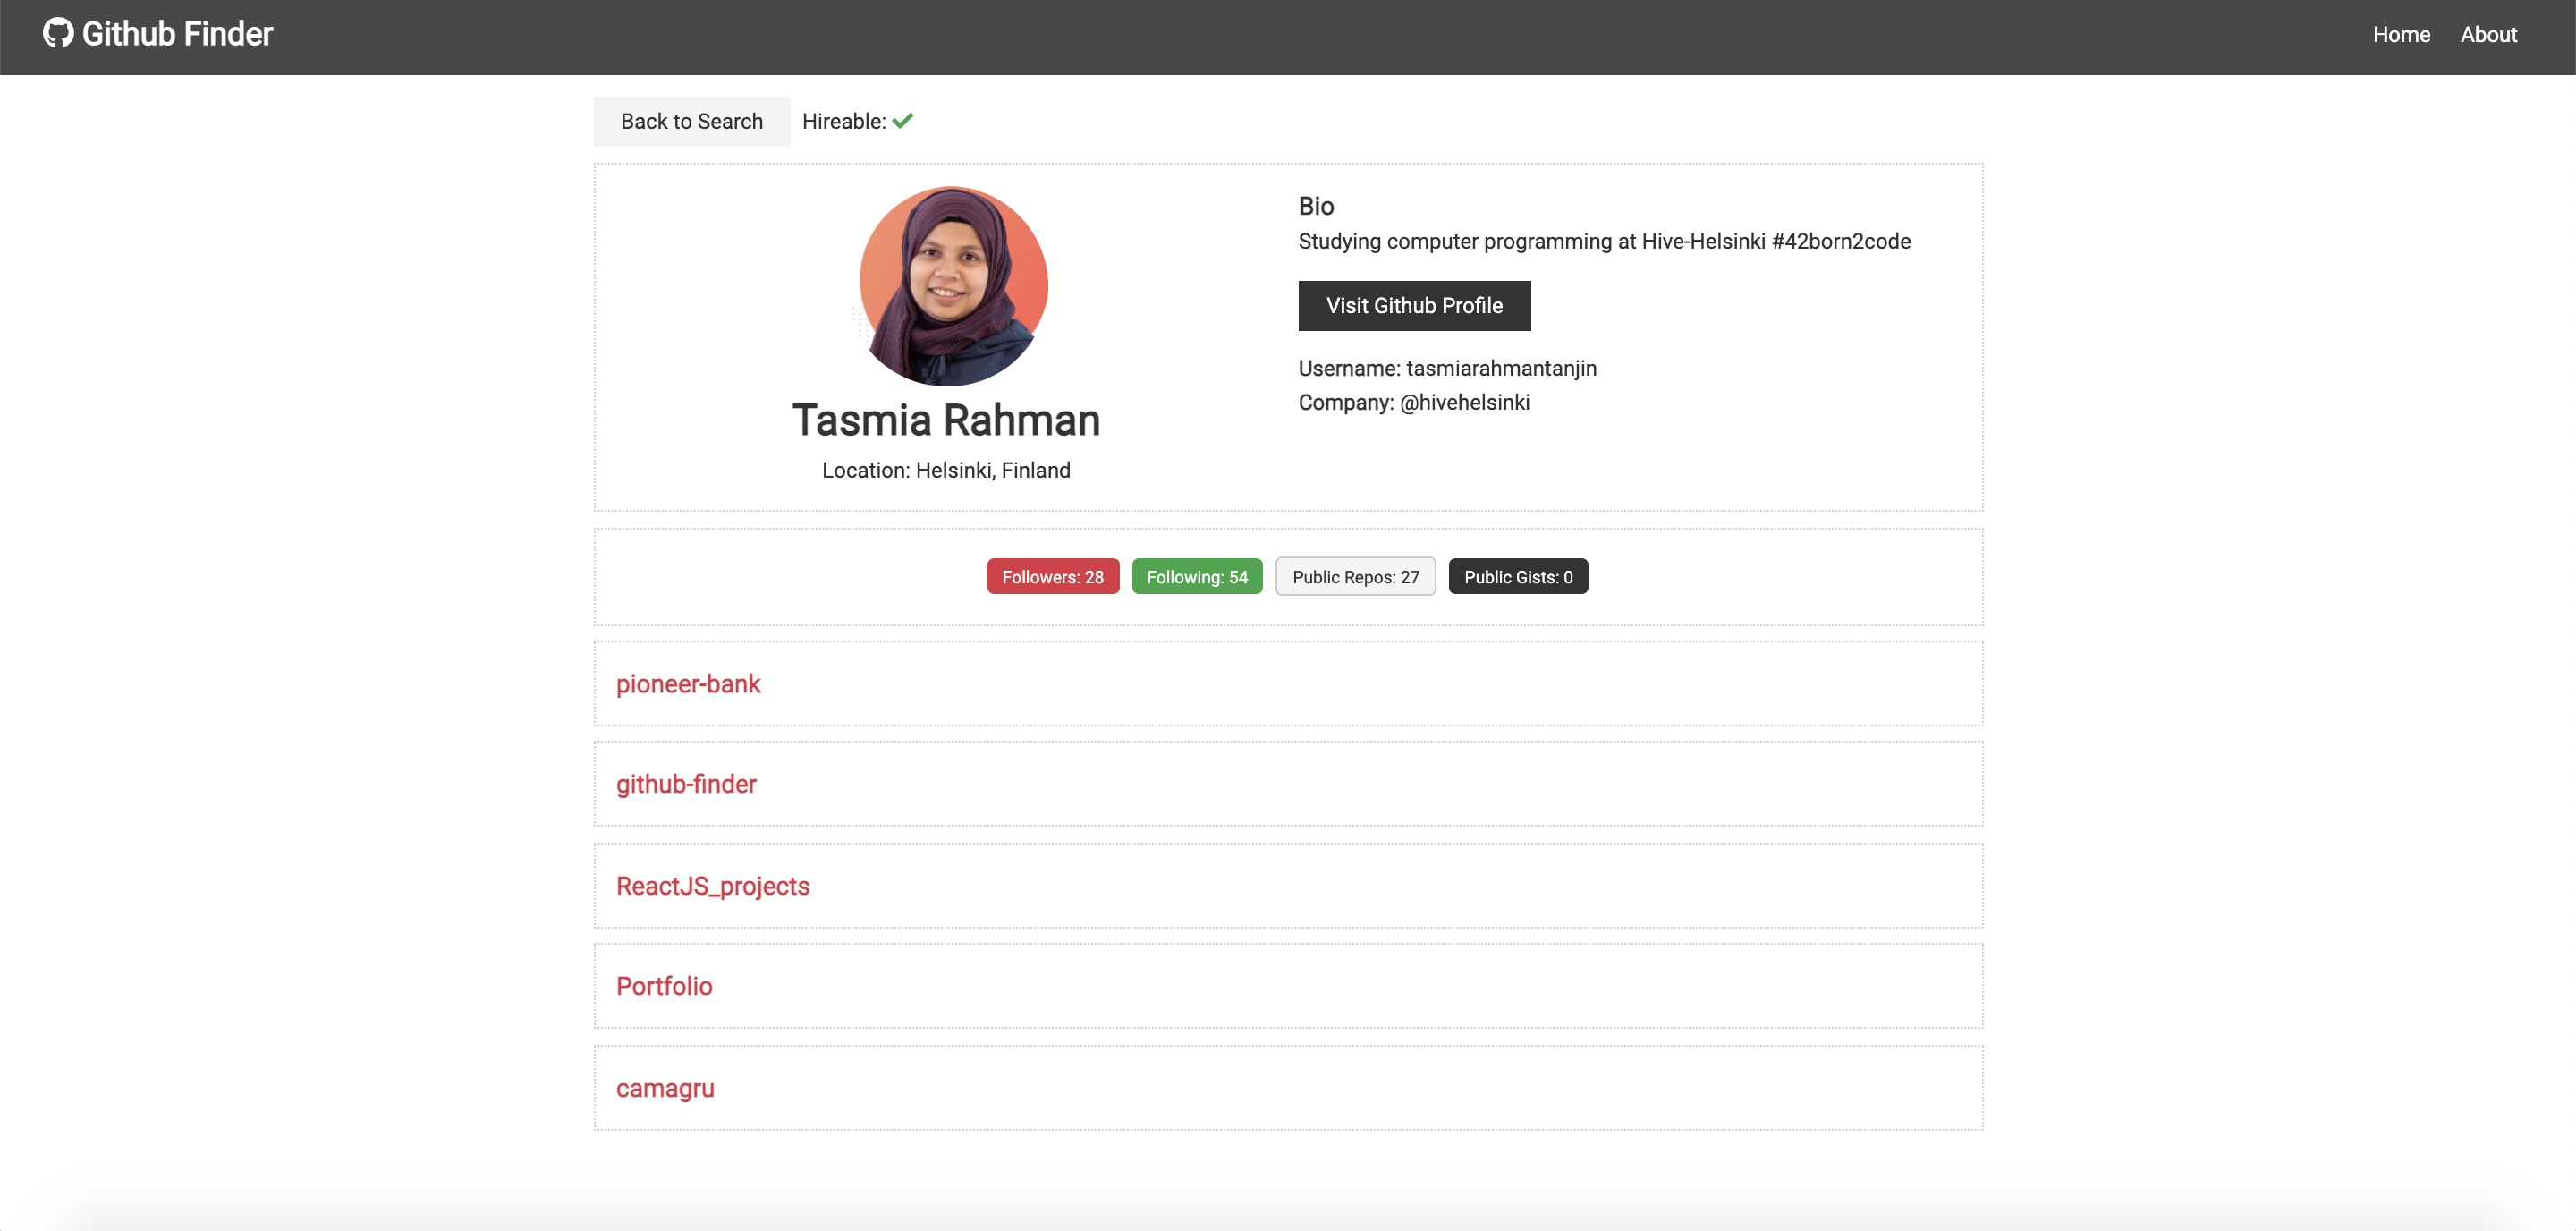 Github Finder
Home
About
Back to Search
Hireable:
Tasmia Rahman
Location: Helsinki, Finland
Bio
Studying computer programming at Hive-Helsinki #42born2code
Visit Github Profile
Username: tasmiarahmantanjin
Company: @hivehelsinki
Followers: 28
Following: 54
Public Repos: 27
Public Gists: 0
pioneer-bank
github-finder
ReactJS_projects
Portfolio
camagru